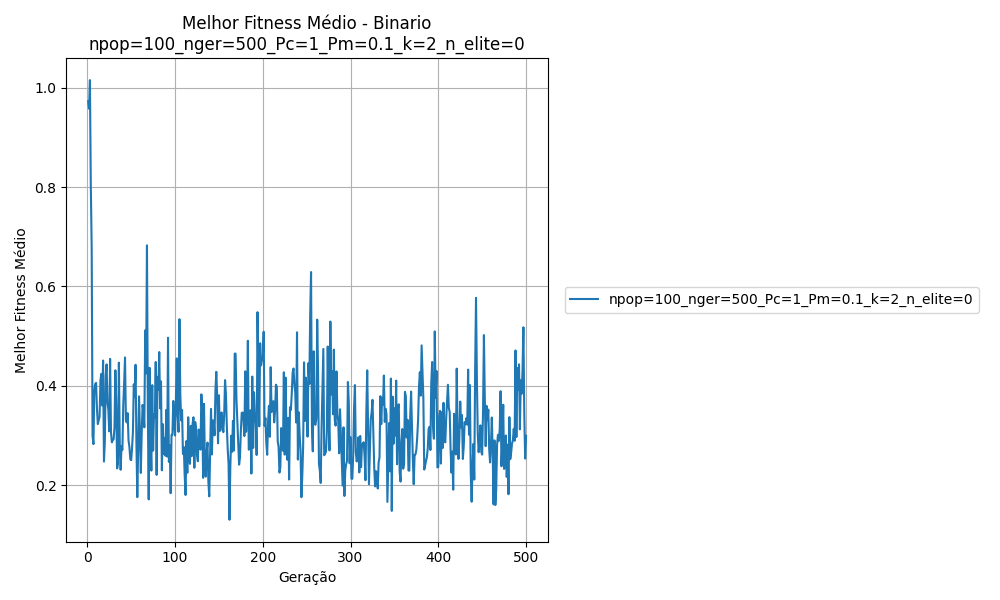 Melhor Fitness Médio - Binario
npop=100_nger=500_Pc=1_Pm=0.1_k=2_n_elite=0
1.0
0.8
0.6
0.4
0.2
Melhor Fitness Médio
0 100 200 300 400 500
Geração
npop=100_nger=500_Pc=1_Pm=0.1_k=2_n_elite=0